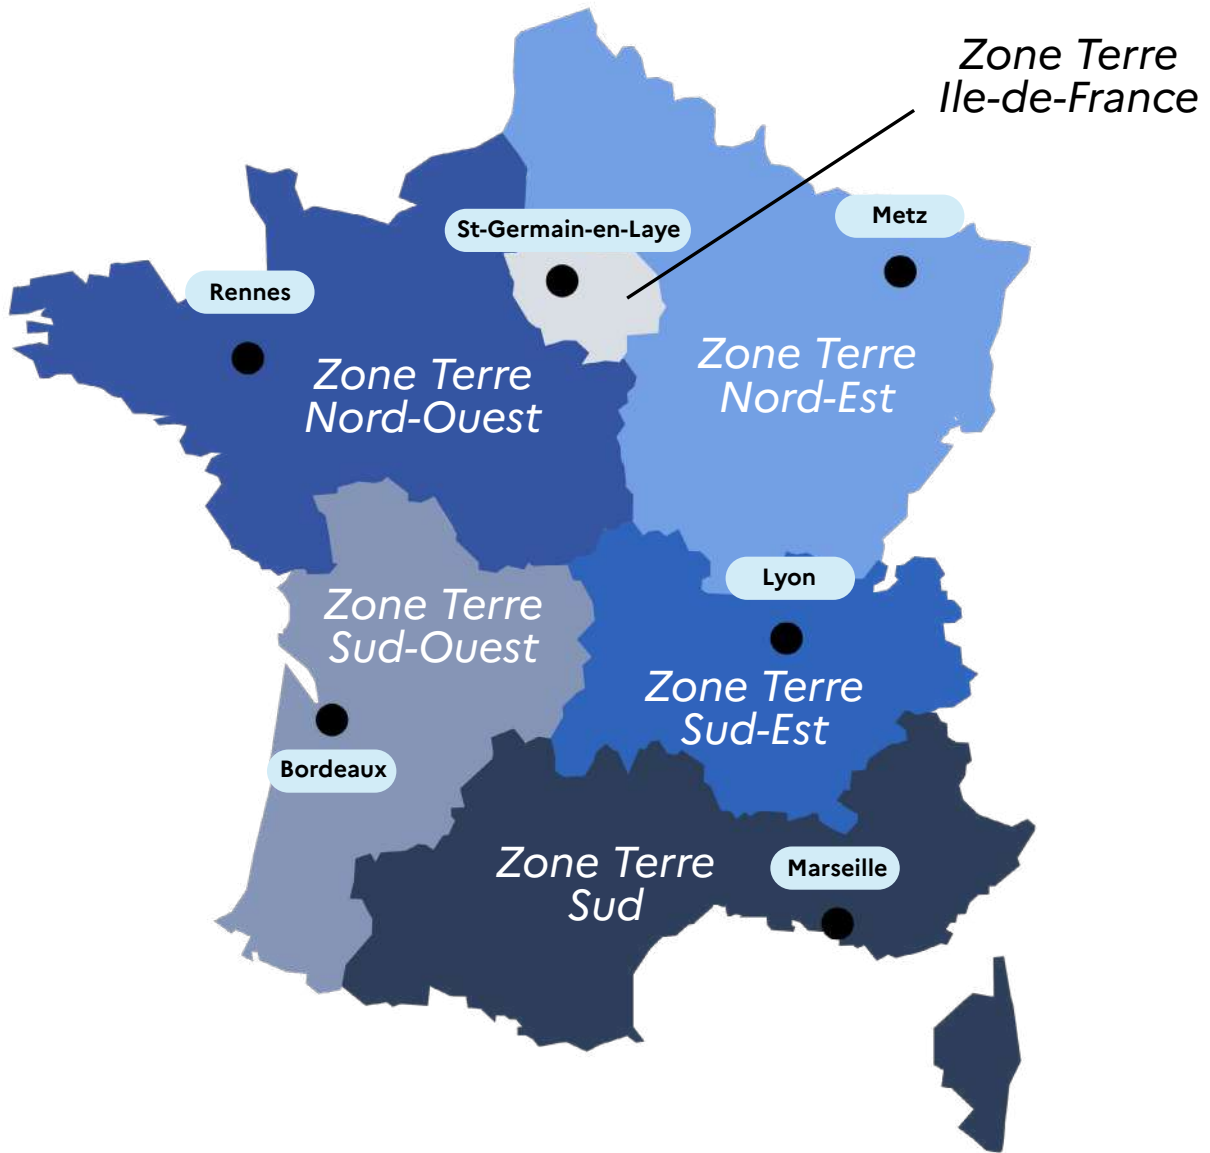 Zone Terre
Ile-de-France
Metz
St-Germain-en-Laye
Rennes
Zone Terre
Nord-Est
Zone Terre
Nord-Ouest
Lyon
Zone Terre
Sud-Ouest
Zone Terre
Sud-Est
Bordeaux
Zone Terre
Sud
Marseille